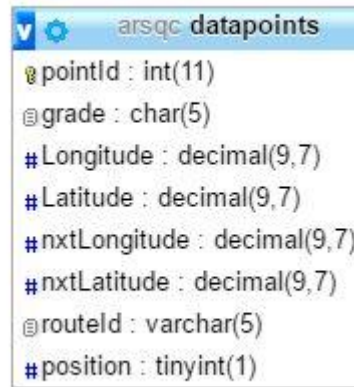 v arsqc datapoints
pointId : int(11)
grade : char(5)
# Longitude : decimal(9,7)
# Latitude : decimal(9,7)
# nxtLongitude : decimal(9,7)
# nxtLatitude : decimal(9,7)
routeId : varchar(5)
# position : tinyint(1)